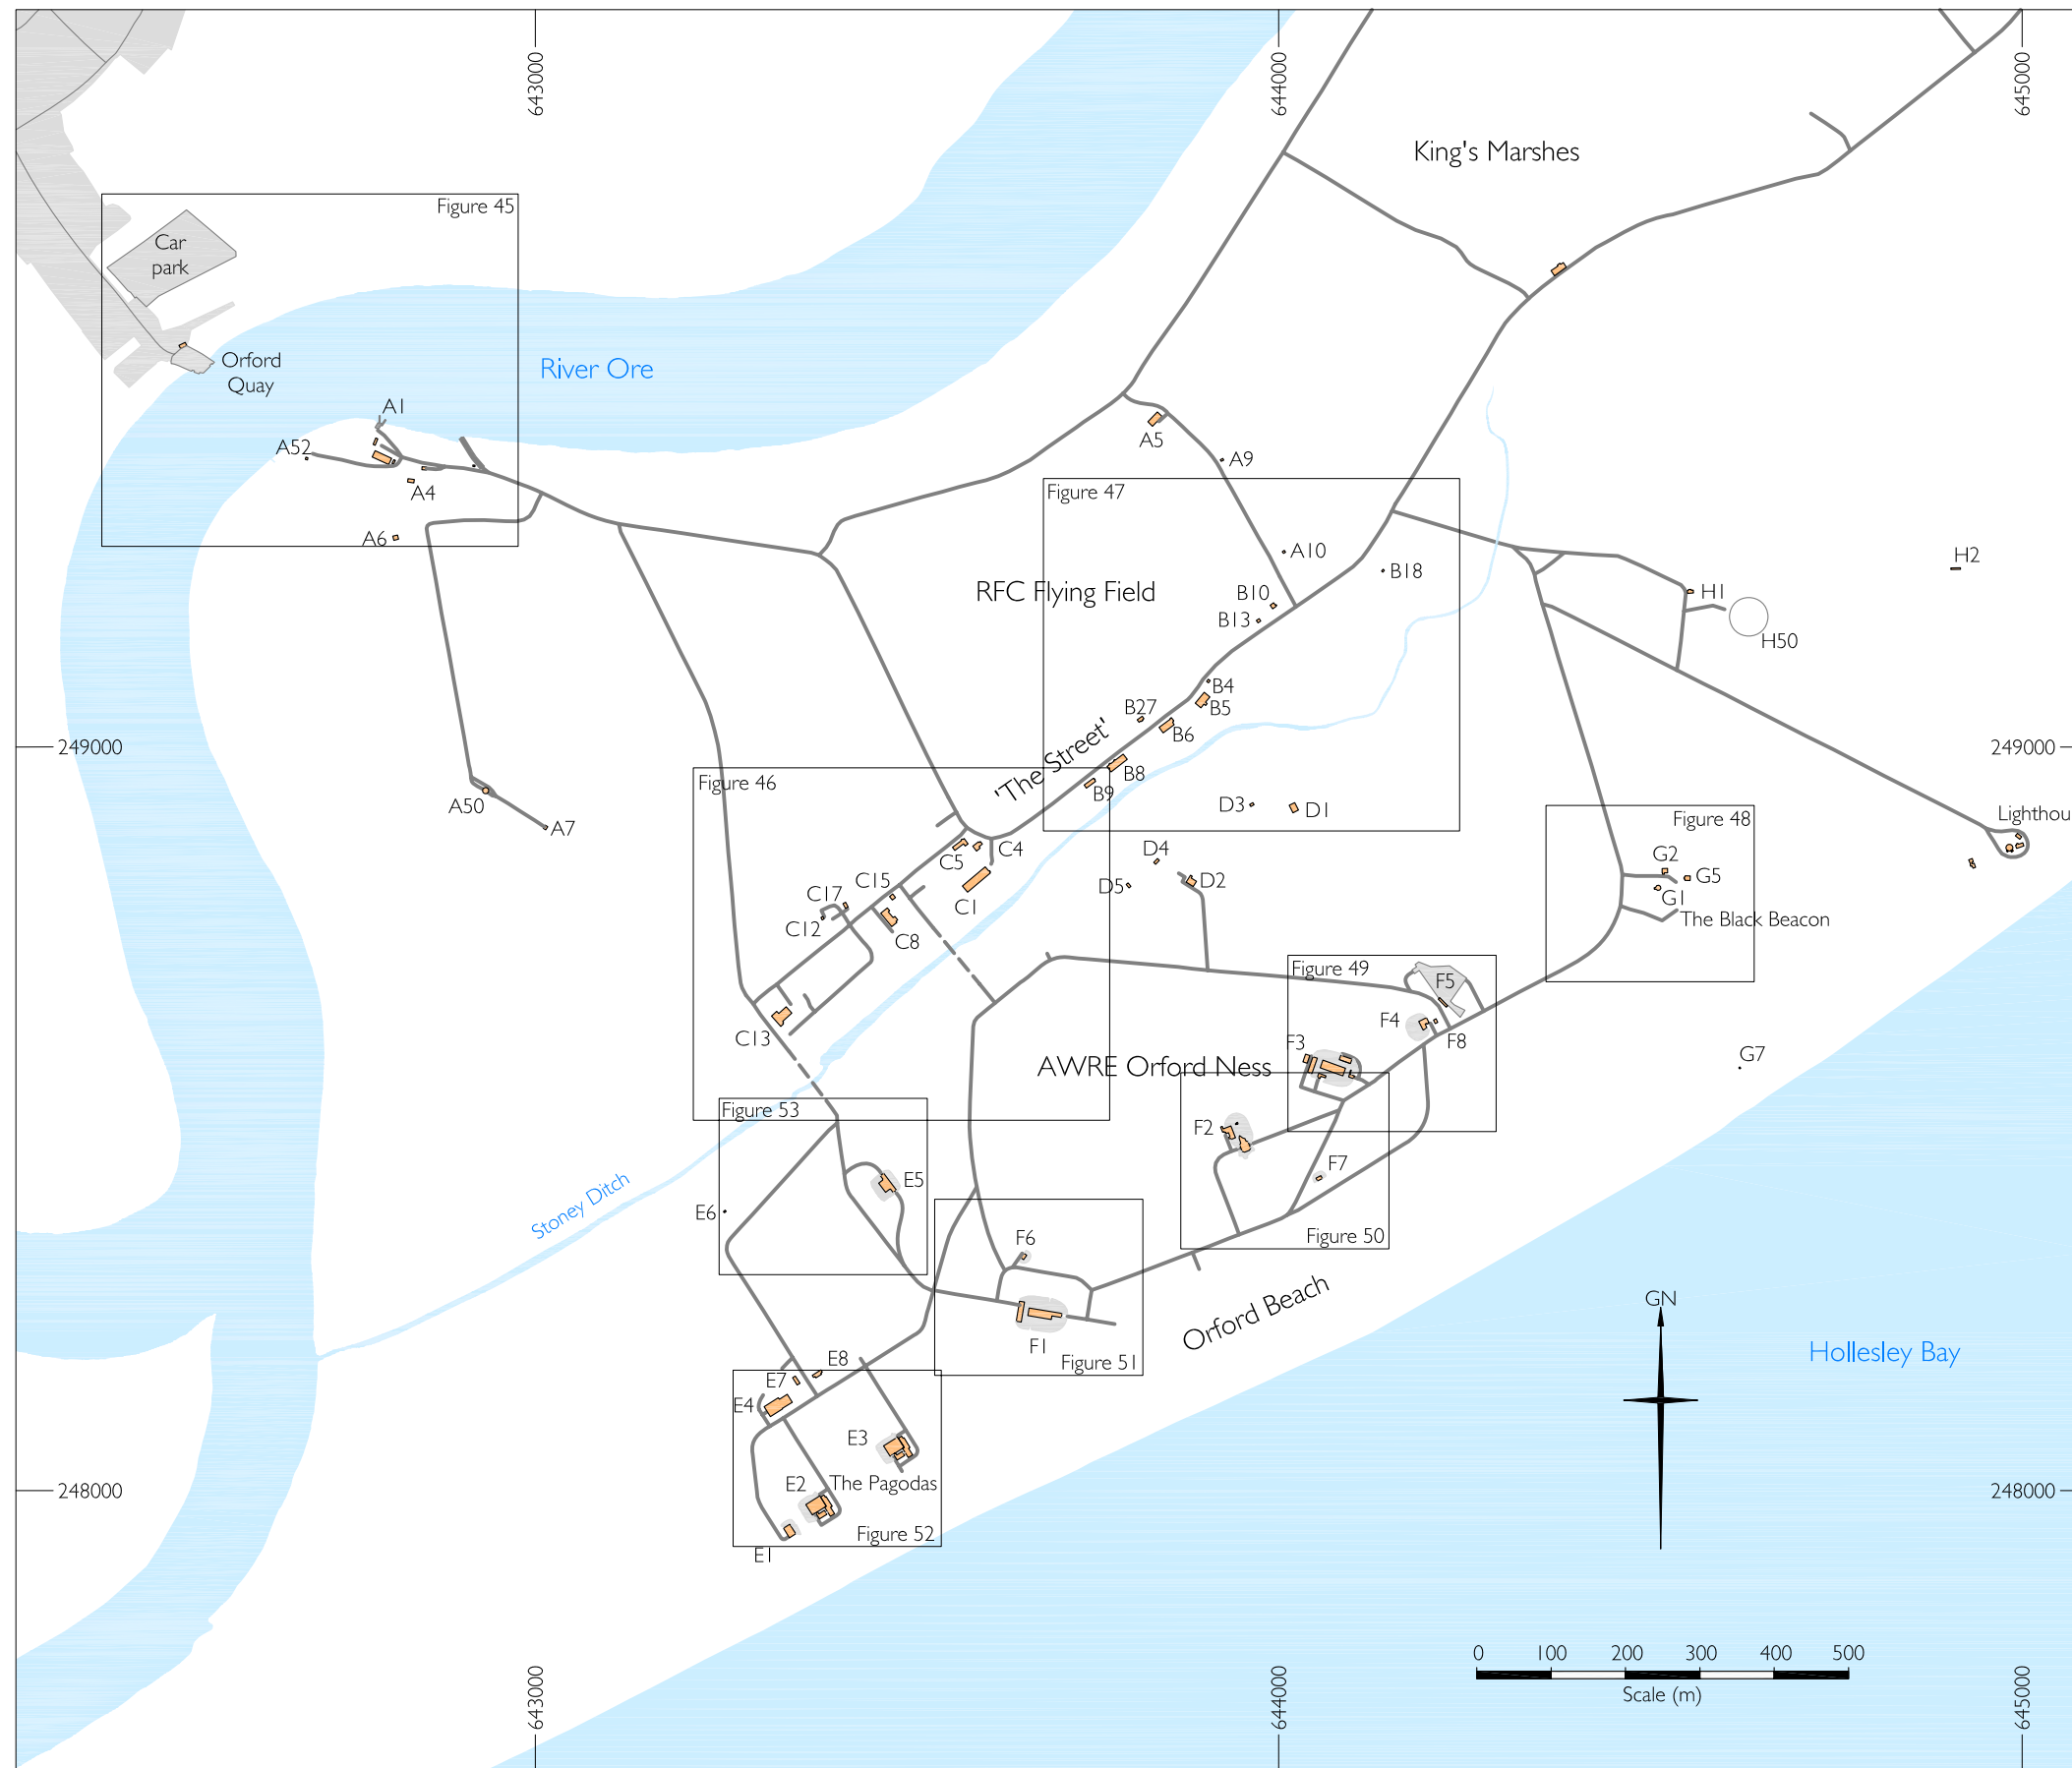 643000
644000
645000
King's Marshes
Figure 45
Car
park
Orford
Quay
River Ore
A1
A52
A4
A6
A5
A9
Figure 47
A10
B18
RFC Flying Field
B10
B13
H2
H1
H50
B4
B5
B27
B6
'The Street'
249000
249000
Figure 46
B8
B9
D3
D1
A50
A7
Figure 48
Lighthou
C5
C4
D4
G2
G5
C15
C1
D5
D2
G1
C17
C12
C8
The Black Beacon
Figure 49
F5
F4
C13
F3
F8
AWRE Orford Ness
G7
Figure 53
F2
F7
E5
Stoney Ditch
E6
F6
Figure 50
GN
Orford Beach
F1
Figure 51
Hollesley Bay
E8
E7
E4
E3
E2
The Pagodas
248000
248000
Figure 52
E1
0 100 200 300 400 500
Scale (m)
643000
644000
645000